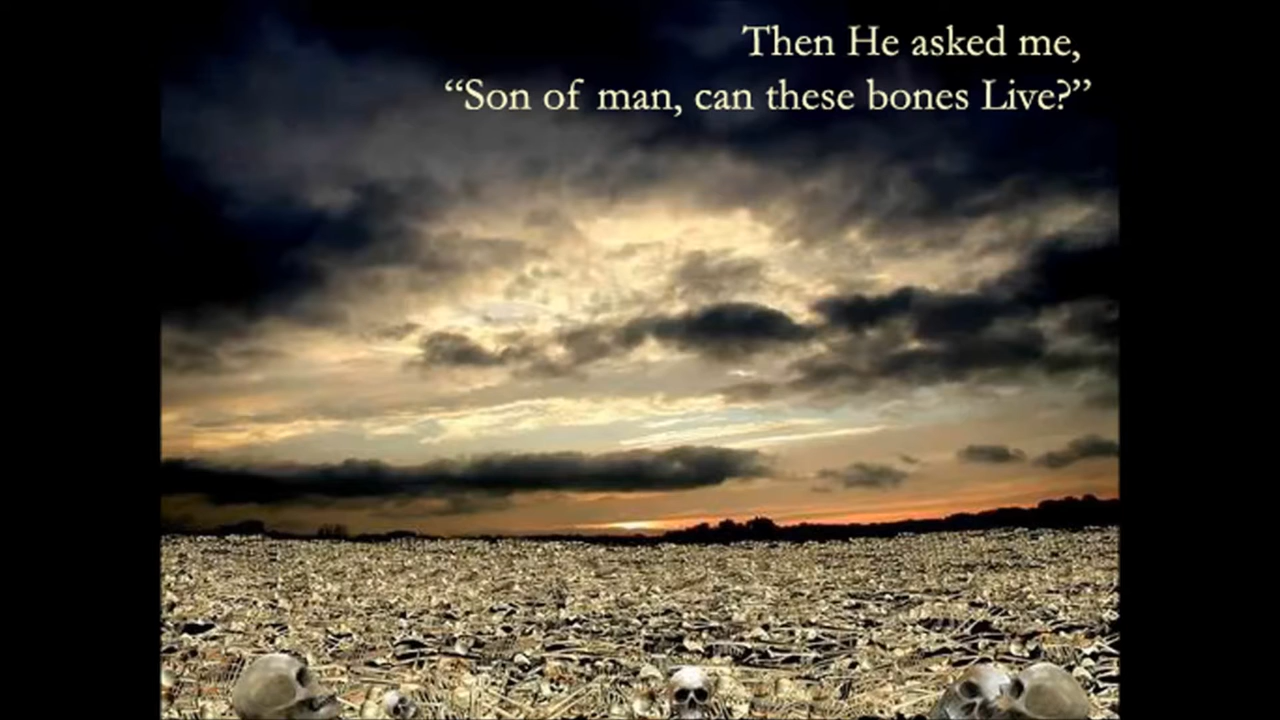 Then He asked me,
“Son of man, can these bones Live?”